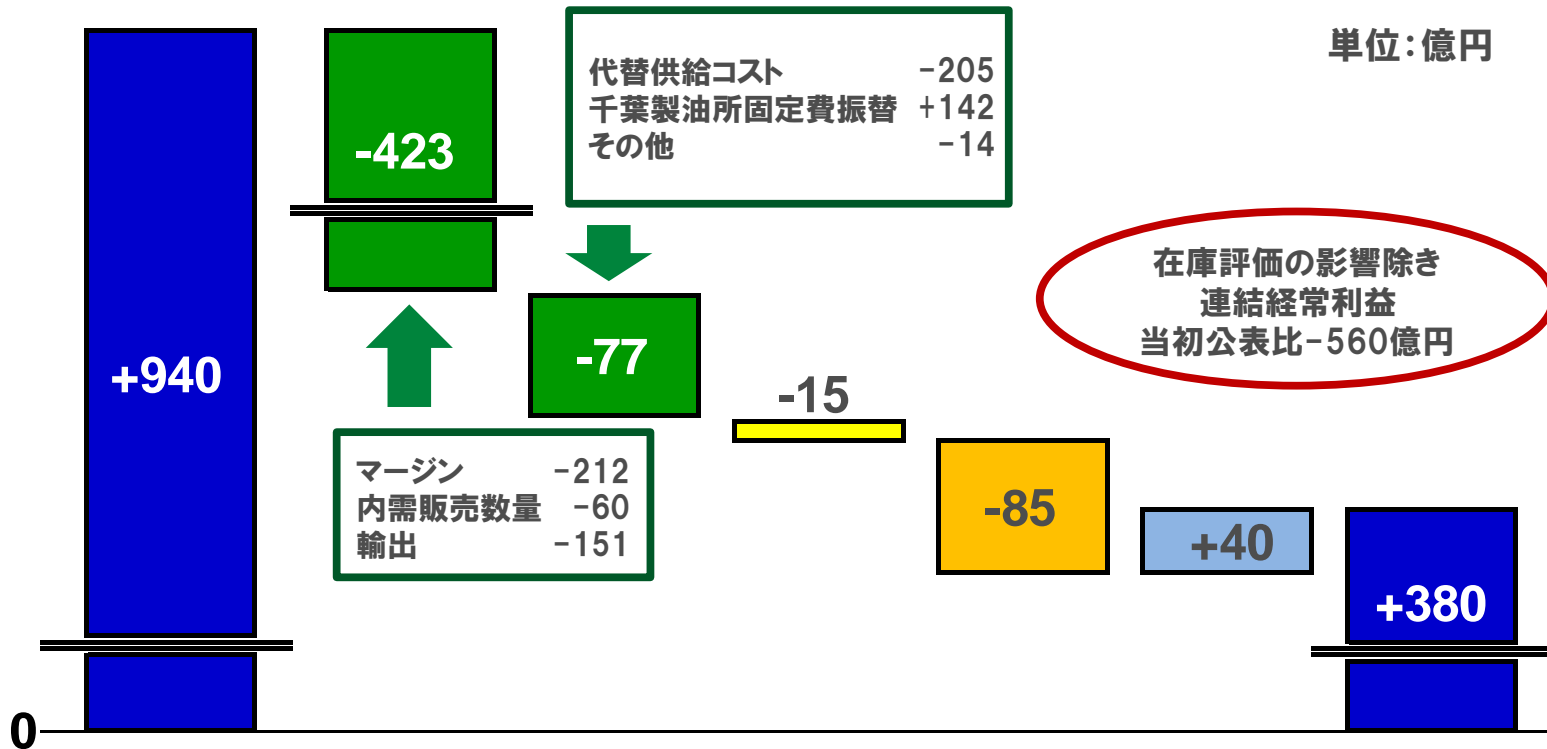 単位：億円
代替供給コスト -205
千葉製油所固定費振替 +142
その他 -14
-423
+940
-77
在庫評価の影響除き
連結経常利益
当初公表比-560億円
-15
マージン -212
内需販売数量 -60
輸出 -151
-85
+40
+380
0